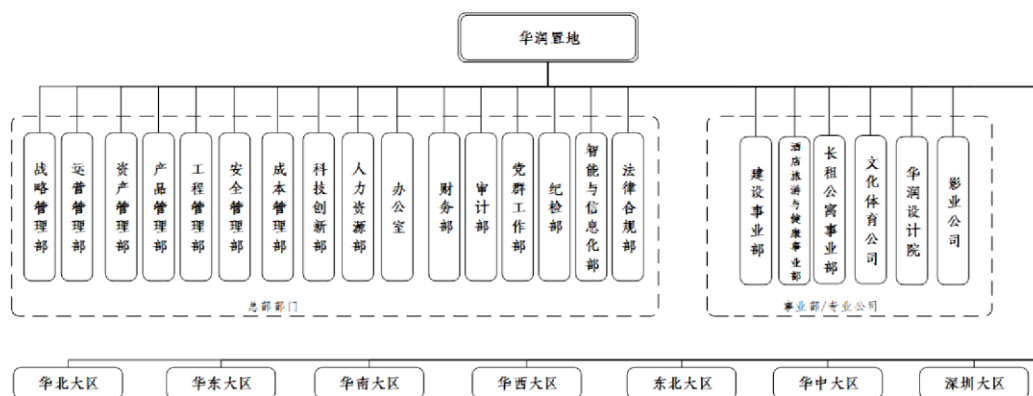 华润置地
战略管理部
运营管理部
资产管理部
产品管理部
工程管理部
安全管理部
成本管理部
科技创新部
人力资源部
办公室
财务部
审计部
党群工作部
纪检部
智能与信息化部
法律合规部
总部部门
建设事业部
酒店旅游与健康事业部
长租公寓事业部
文化体育公司
华润设计院
影业公司
事业部/专业公司
华北大区
华东大区
华南大区
华西大区
东北大区
华中大区
深圳大区